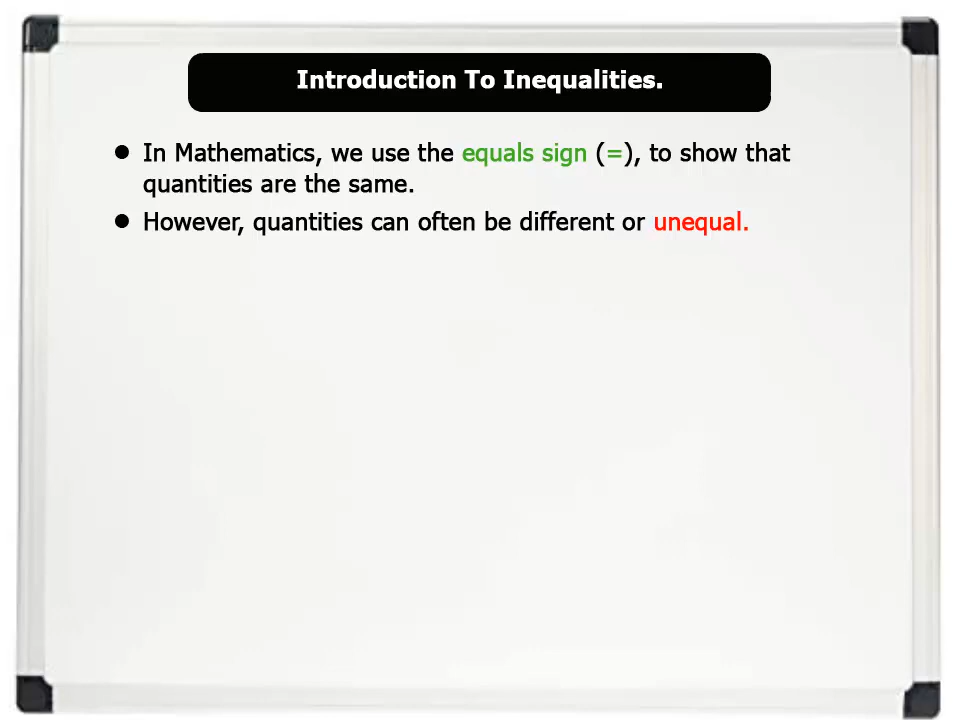 Introduction To Inequalities.
● In Mathematics, we use the equals sign (=), to show that
quantities are the same.
● However, quantities can often be different or unequal.